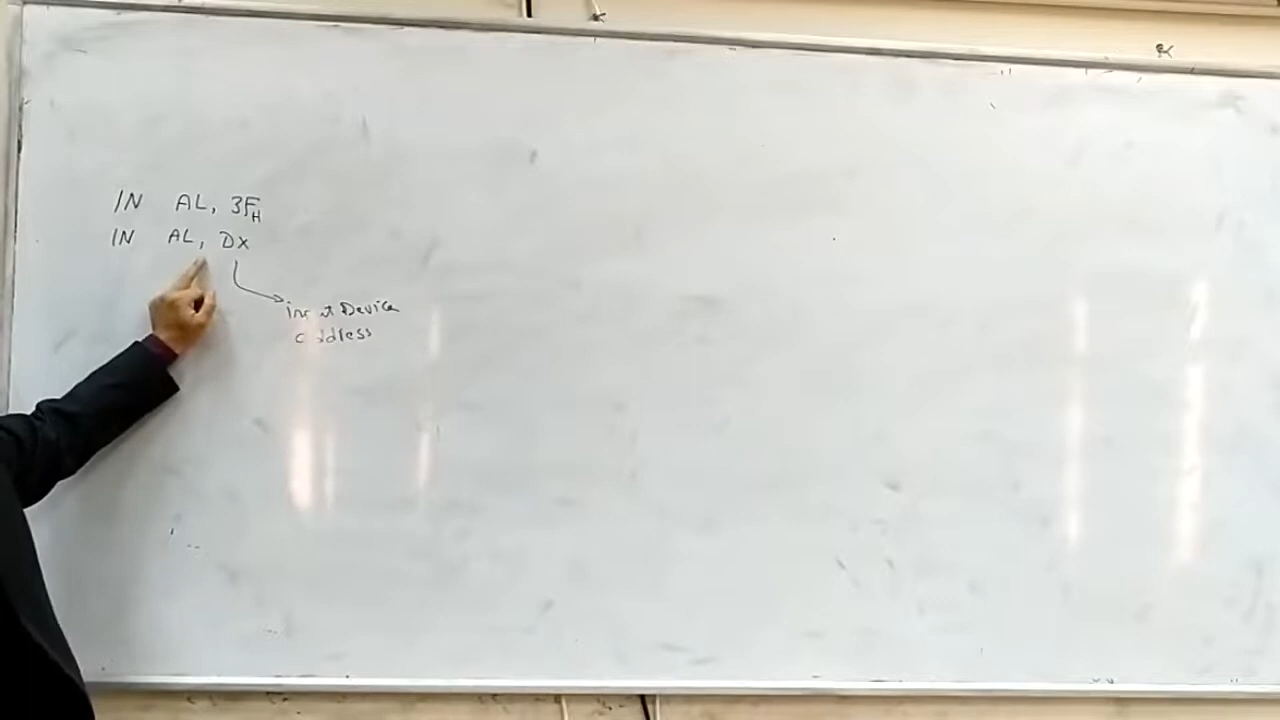 IN AL, 3FH
IN AL, DX
input Device
address